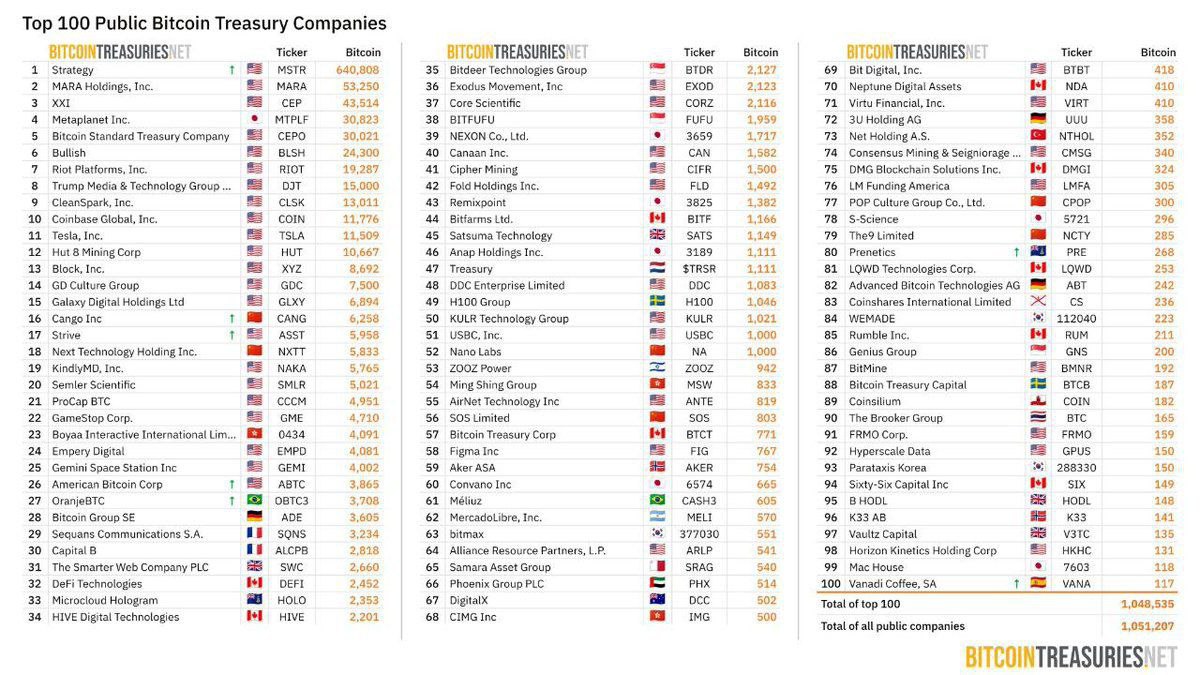 Top 100 Public Bitcoin Treasury Companies
BITCOINTREASURIES.NET Ticker Bitcoin
1 Strategy ↑ MSTR 640,808
2 MARA Holdings, Inc. MARA 53,250
3 XXI CEP 43,514
4 Metaplanet Inc. MTPLF 30,823
5 Bitcoin Standard Treasury Company CEPO 30,021
6 Bullish BLSH 24,300
7 Riot Platforms, Inc. RIOT 19,287
8 Trump Media & Technology Group ... DJT 15,000
9 CleanSpark, Inc. CLSK 13,011
10 Coinbase Global, Inc. COIN 11,776
11 Tesla, Inc. TSLA 11,509
12 Hut 8 Mining Corp HUT 10,667
13 Block, Inc. XYZ 8,692
14 GD Culture Group GDC 7,500
15 Galaxy Digital Holdings Ltd GLXY 6,894
16 Cango Inc ↑ CANG 6,258
17 Strive ↑ ASST 5,958
18 Next Technology Holding Inc. NXTT 5,833
19 KindlyMD, Inc. NAKA 5,765
20 Semler Scientific SMLR 5,021
21 ProCap BTC CCCM 4,951
22 GameStop Corp. GME 4,710
23 Boyaa Interactive International Lim... 0434 4,091
24 Empery Digital EMPD 4,081
25 Gemini Space Station Inc GEMI 4,002
26 American Bitcoin Corp ↑ ABTC 3,865
27 OranjeBTC ↑ OBTC3 3,708
28 Bitcoin Group SE ADE 3,605
29 Sequans Communications S.A. SQNS 3,234
30 Capital B ALCPB 2,818
31 The Smarter Web Company PLC SWC 2,660
32 DeFi Technologies DEFI 2,452
33 Microcloud Hologram HOLO 2,353
34 HIVE Digital Technologies HIVE 2,201
BITCOINTREASURIES.NET Ticker Bitcoin
35 Bitdeer Technologies Group BTDR 2,127
36 Exodus Movement, Inc EXOD 2,123
37 Core Scientific CORZ 2,116
38 BITFUFU FUFU 1,959
39 NEXON Co., Ltd. 3659 1,717
40 Canaan Inc. CAN 1,582
41 Cipher Mining CIFR 1,500
42 Fold Holdings Inc. FLD 1,492
43 Remixpoint 3825 1,382
44 Bitfarms Ltd. BITF 1,166
45 Satsuma Technology SATS 1,149
46 Anap Holdings Inc. 3189 1,111
47 Treasury $TRSR 1,111
48 DDC Enterprise Limited DDC 1,083
49 H100 Group H100 1,046
50 KULR Technology Group KULR 1,021
51 USBC, Inc. USBC 1,000
52 Nano Labs NA 1,000
53 ZOOZ Power ZOOZ 942
54 Ming Shing Group MSW 833
55 AirNet Technology Inc ANTE 819
56 SOS Limited SOS 803
57 Bitcoin Treasury Corp BTCT 771
58 Figma Inc FIG 767
59 Aker ASA AKER 754
60 Convano Inc 6574 665
61 Méliuz CASH3 605
62 MercadoLibre, Inc. MELI 570
63 bitmax 377030 551
64 Alliance Resource Partners, L.P. ARLP 541
65 Samara Asset Group SRAG 540
66 Phoenix Group PLC PHX 514
67 DigitalX DCC 502
68 CIMG Inc IMG 500
BITCOINTREASURIES.NET Ticker Bitcoin
69 Bit Digital, Inc. BTBT 418
70 Neptune Digital Assets NDA 410
71 Virtu Financial, Inc. VIRT 410
72 3U Holding AG UUU 358
73 Net Holding A.S. NTHOL 352
74 Consensus Mining & Seigniorage ... CMSG 340
75 DMG Blockchain Solutions Inc. DMGI 324
76 LM Funding America LMFA 305
77 POP Culture Group Co., Ltd. CPOP 300
78 S-Science 5721 296
79 The9 Limited NCTY 285
80 Prenetics ↑ PRE 268
81 LQWD Technologies Corp. LQWD 253
82 Advanced Bitcoin Technologies AG ABT 242
83 Coinshares International Limited CS 236
84 WEMADE 112040 223
85 Rumble Inc. RUM 211
86 Genius Group GNS 200
87 BitMine BMNR 192
88 Bitcoin Treasury Capital BTCB 187
89 Coinsilium COIN 182
90 The Brooker Group BTC 165
91 FRMO Corp. FRMO 159
92 Hyperscale Data GPUS 150
93 Parataxis Korea 288330 150
94 Sixty-Six Capital Inc SIX 149
95 B HODL HODL 148
96 K33 AB K33 141
97 Vaultz Capital V3TC 135
98 Horizon Kinetics Holding Corp HKHC 131
99 Mac House 7603 118
100 Vanadi Coffee, SA ↑ VANA 117
Total of top 100 1,048,535
Total of all public companies 1,051,207
BITCOINTREASURIES.NET